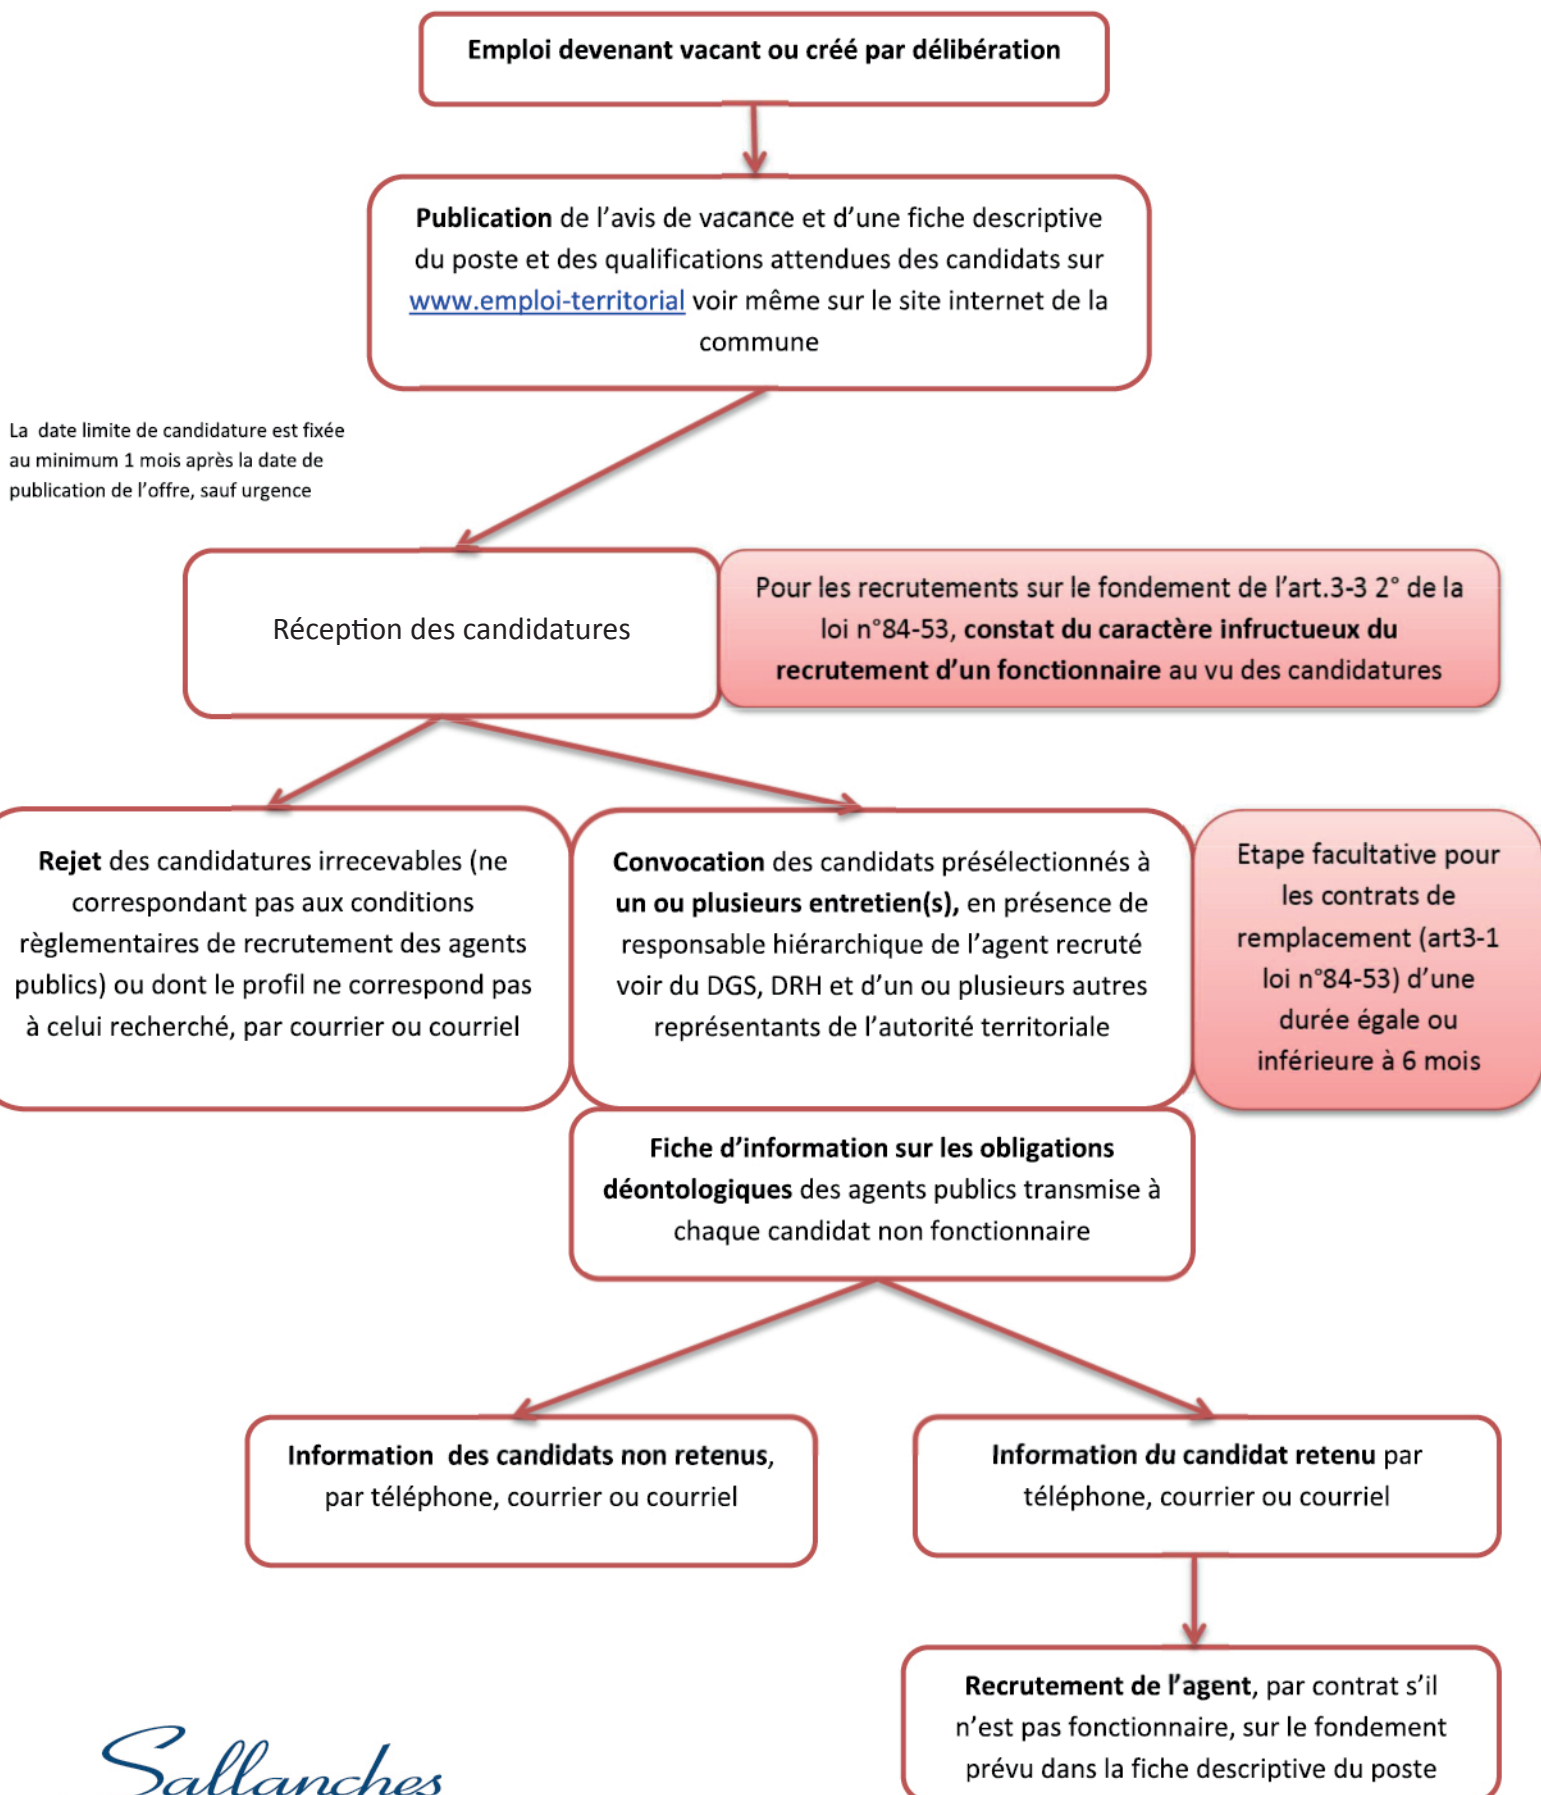 Emploi devenant vacant ou créé par délibération
Publication de l'avis de vacance et d'une fiche descriptive
du poste et des qualifications attendues des candidats sur
www.emploi-territorial voir même sur le site internet de la
commune
La date limite de candidature est fixée
au minimum 1 mois après la date de
publication de l'offre, sauf urgence
Réception des candidatures
Pour les recrutements sur le fondement de l'art.3-3 2° de la
loi n°84-53, constat du caractère infructueux du
recrutement d'un fonctionnaire au vu des candidatures
Rejet des candidatures irrecevables (ne
correspondant pas aux conditions
règlementaires de recrutement des agents
publics) ou dont le profil ne correspond pas
à celui recherché, par courrier ou courriel
Convocation des candidats présélectionnés à
un ou plusieurs entretien(s), en présence de
responsable hiérarchique de l'agent recruté
voir du DGS, DRH et d'un ou plusieurs autres
représentants de l'autorité territoriale
Etape facultative pour
les contrats de
remplacement (art3-1
loi n°84-53) d'une
durée égale ou
inférieure à 6 mois
Fiche d'information sur les obligations
déontologiques des agents publics transmise à
chaque candidat non fonctionnaire
Information des candidats non retenus,
par téléphone, courrier ou courriel
Information du candidat retenu par
téléphone, courrier ou courriel
Recrutement de l'agent, par contrat s'il
n'est pas fonctionnaire, sur le fondement
prévu dans la fiche descriptive du poste
Sallanches